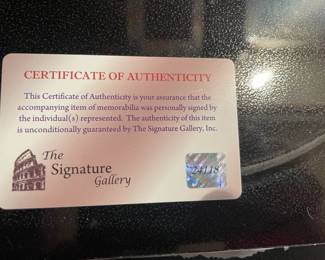 CERTIFICATE OF AUTHENTICITY
This Certificate of Authenticity is your assurance that the
accompanying item of memorabilia was personally signed by
the individual(s) represented. The authenticity of this item
is unconditionally guaranteed by The Signature Gallery, Inc.
The
Signature
Gallery
24118